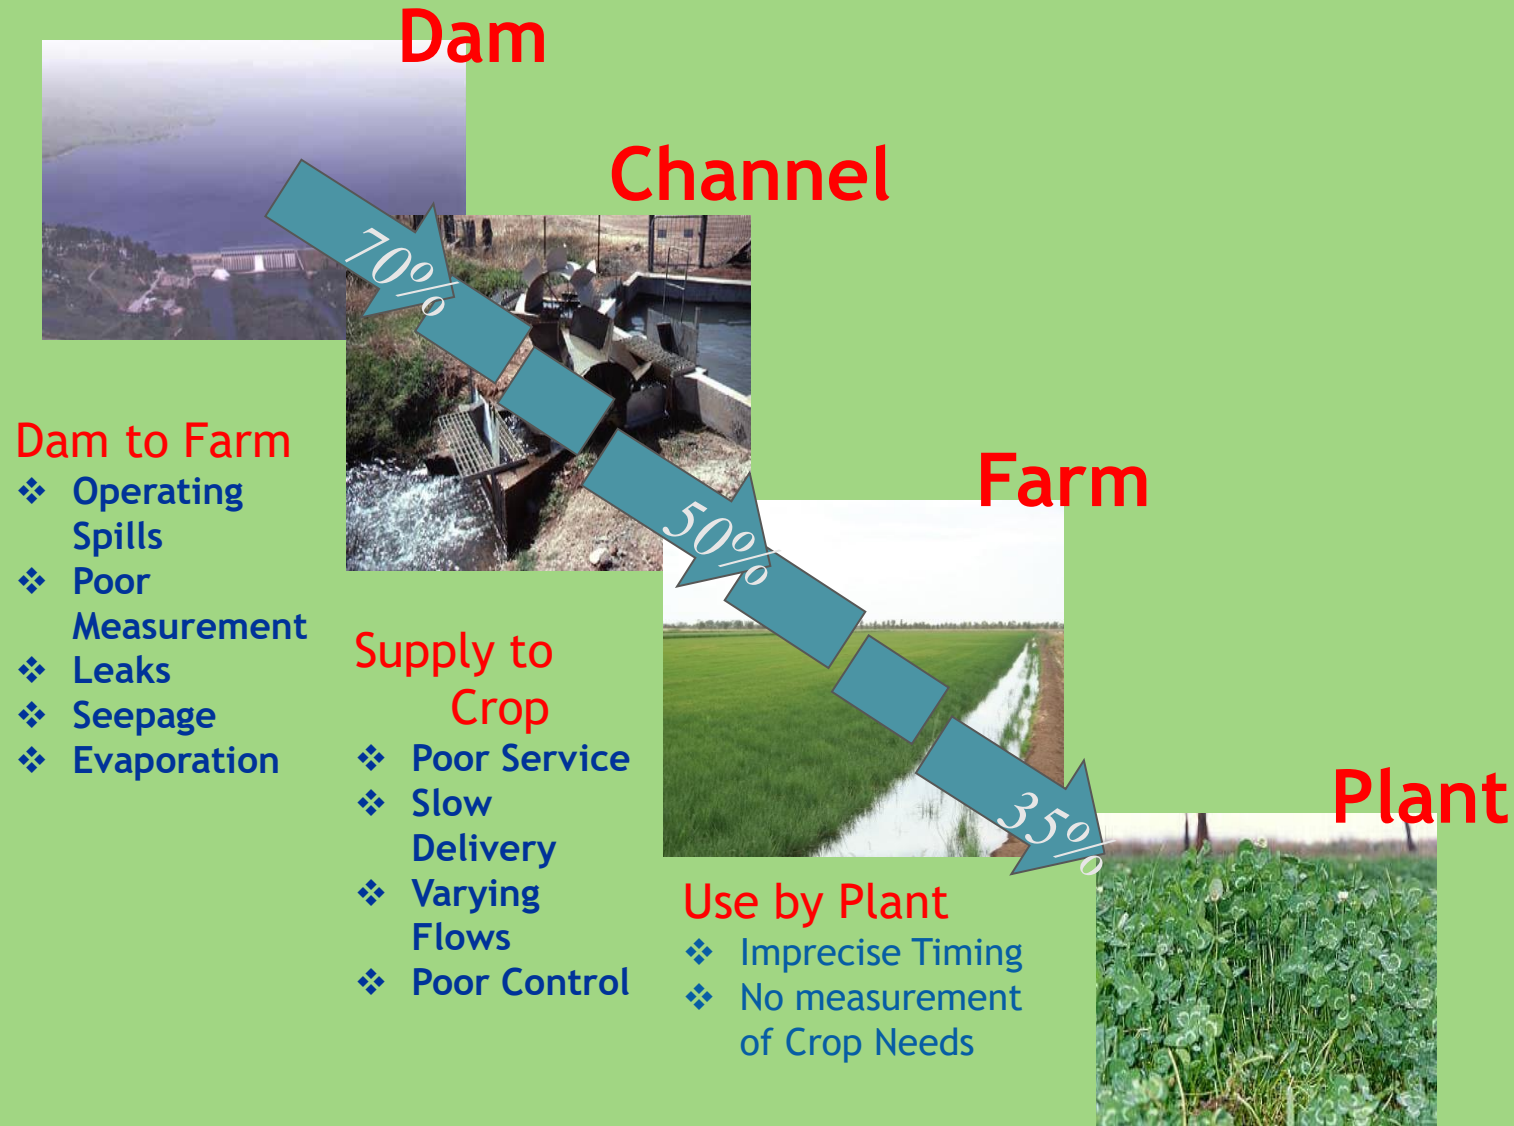 Dam
Channel
70%
Dam to Farm
❖ Operating
Spills
❖ Poor
Measurement
❖ Leaks
❖ Seepage
❖ Evaporation
Farm
50%
Supply to
Crop
❖ Poor Service
❖ Slow
Delivery
❖ Varying
Flows
❖ Poor Control
Plant
35%
Use by Plant
❖ Imprecise Timing
❖ No measurement
of Crop Needs